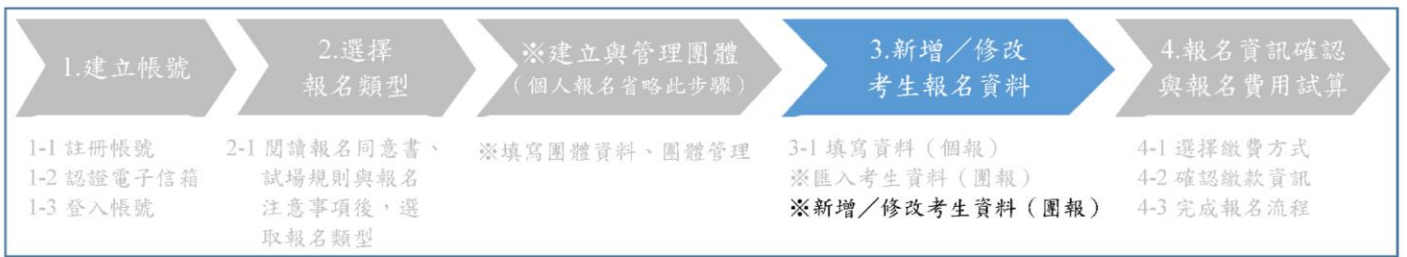 1.建立帳號
2.選擇
報名類型
※建立與管理團體
（個人報名省略此步驟）
3.新增／修改
考生報名資料
4.報名資訊確認
與報名費用試算
1-1 註冊帳號
1-2 認證電子信箱
1-3 登入帳號
2-1 閱讀報名同意書、
試場規則與報名
注意事項後，選
取報名類型
※填寫團體資料、團體管理
3-1 填寫資料（個報）
※匯入考生資料（團報）
※新增／修改考生資料（團報）
4-1 選擇繳費方式
4-2 確認繳款資訊
4-3 完成報名流程